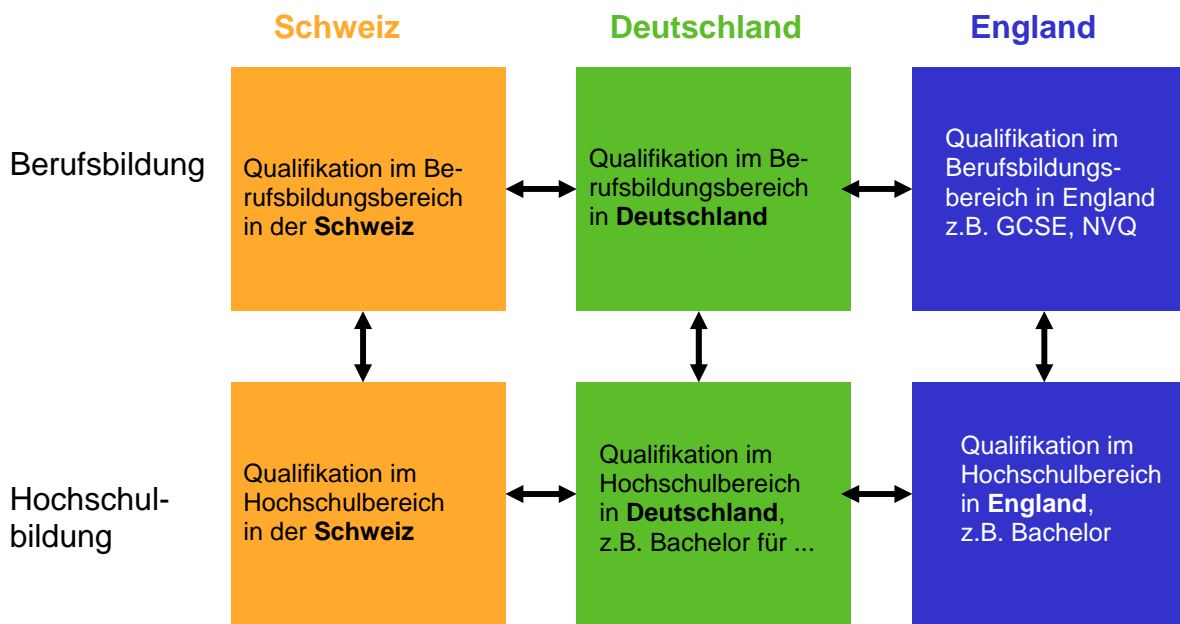 Schweiz
Deutschland
England
Berufsbildung
Qualifikation im Be-
rufsbildungsbereich
in der Schweiz
Qualifikation im Be-
rufsbildungsbereich
in Deutschland
Qualifikation im
Berufsbildungs-
bereich in England
z.B. GCSE, NVQ
Hochschul-
bildung
Qualifikation im
Hochschulbereich
in der Schweiz
Qualifikation im
Hochschulbereich
in Deutschland,
z.B. Bachelor für ...
Qualifikation im
Hochschulbereich
in England,
z.B. Bachelor